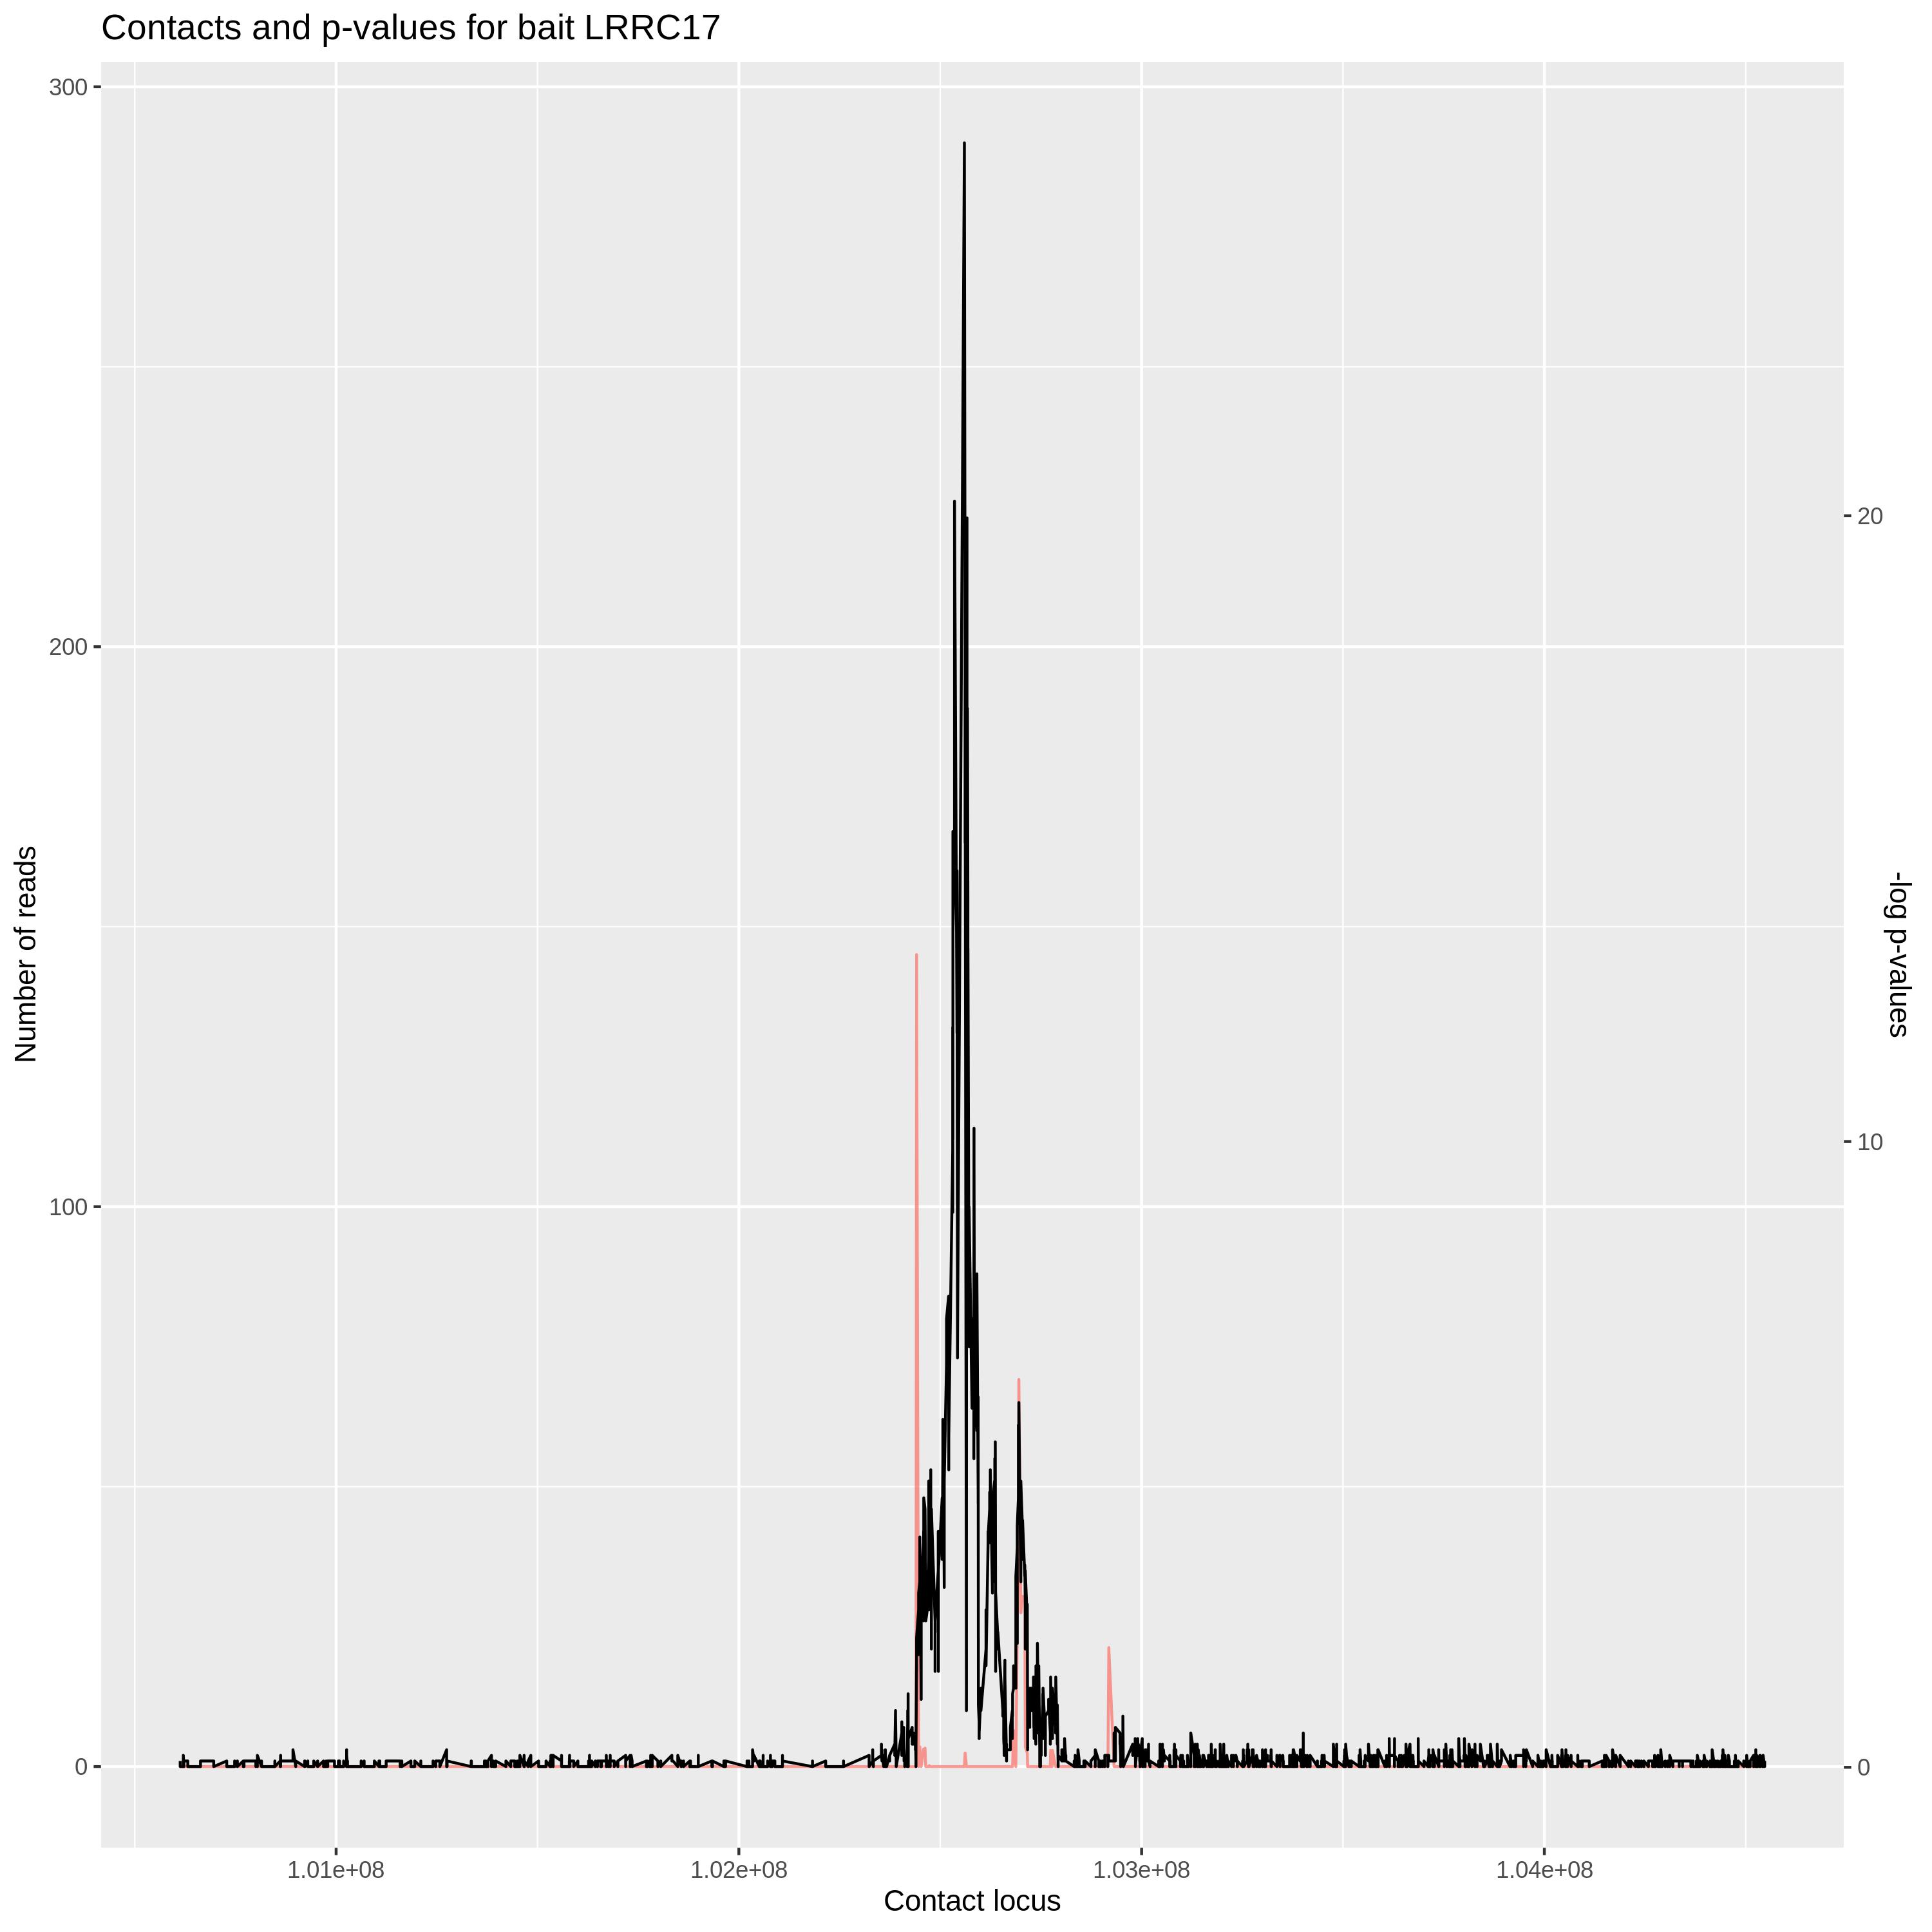 Contacts and p-values for bait LRRC17
300
200
100
0
Number of reads
20
10
0
-log p-values
1.01e+08
1.02e+08
1.03e+08
1.04e+08
Contact locus